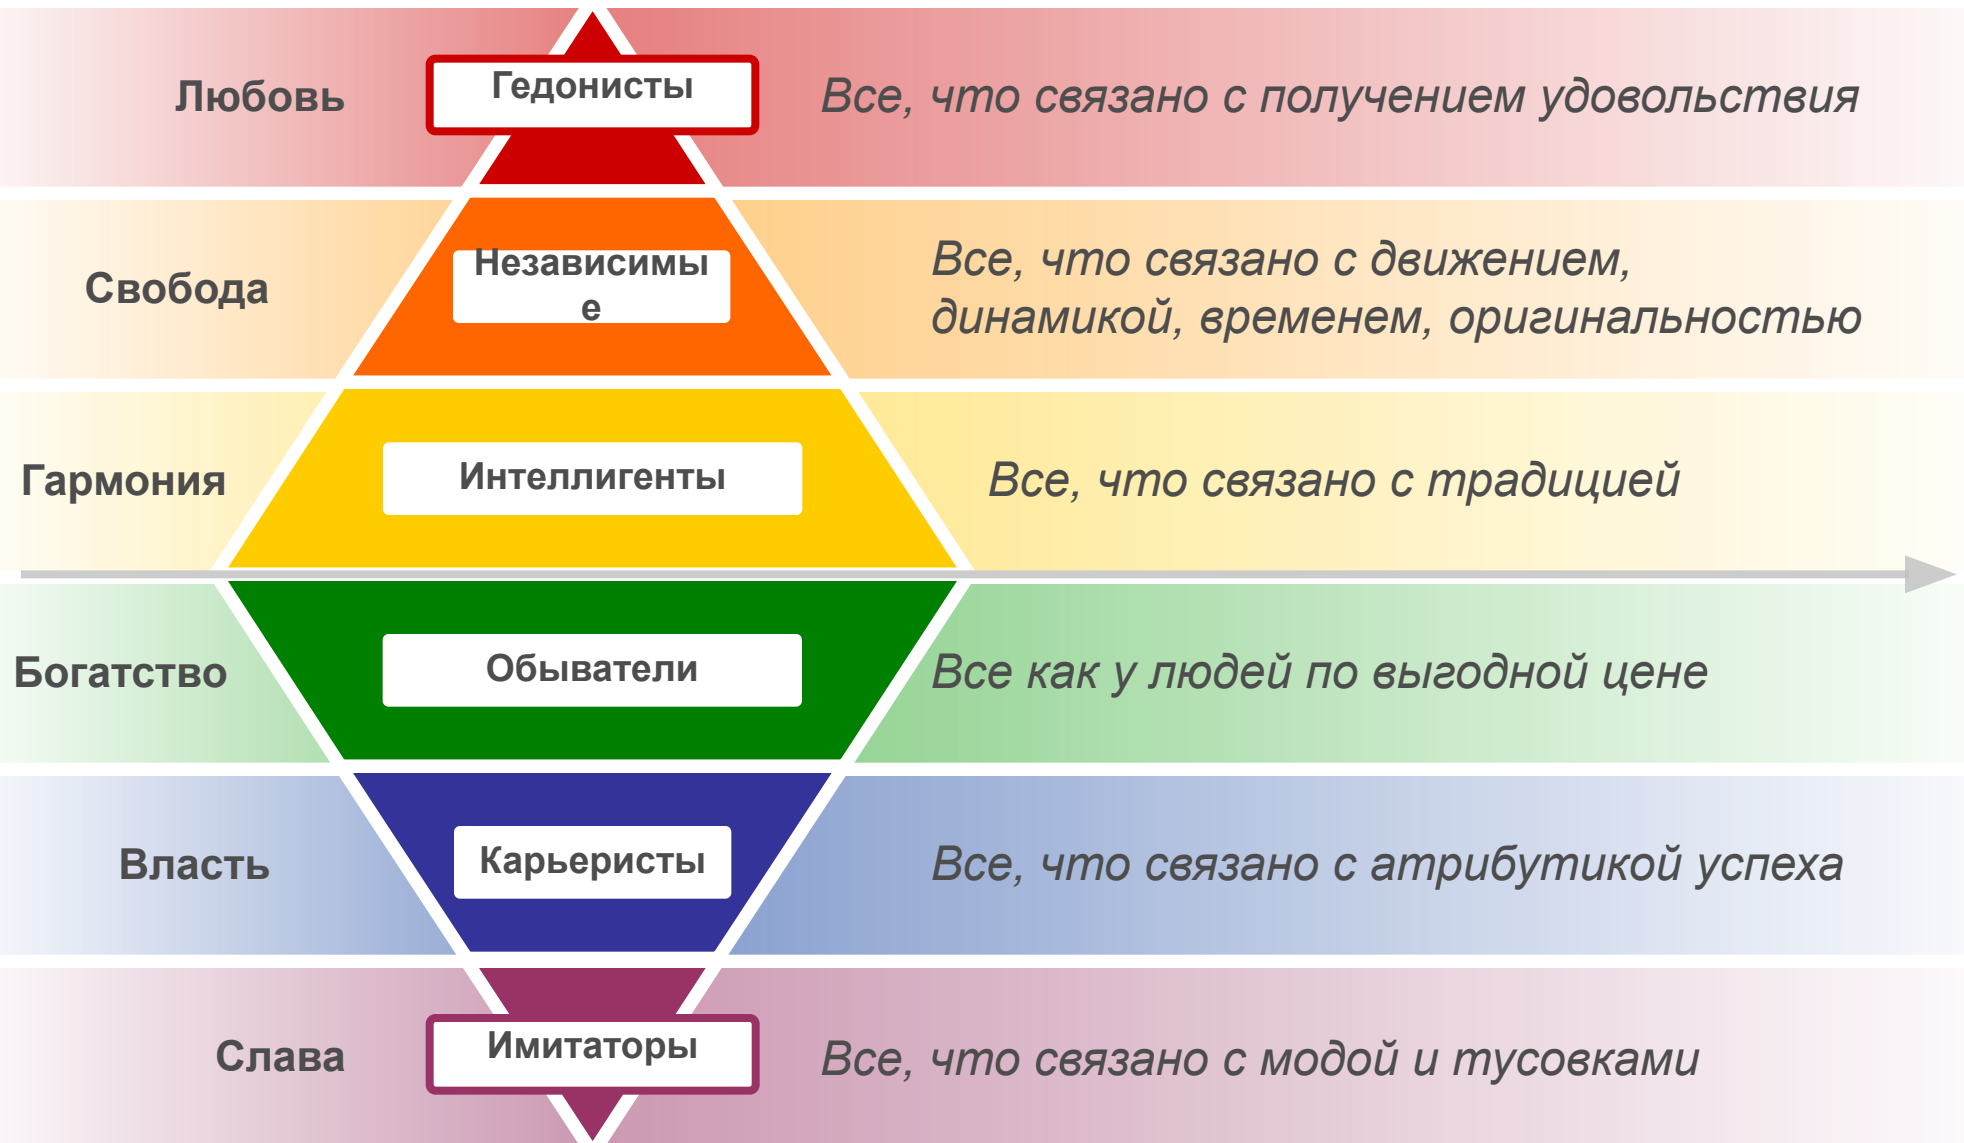 Любовь
Гедонисты
Все, что связано с получением удовольствия
Свобода
Независимы
е
Все, что связано с движением,
динамикой, временем, оригинальностью
Гармония
Интеллигенты
Все, что связано с традицией
Богатство
Обыватели
Все как у людей по выгодной цене
Власть
Карьеристы
Все, что связано с атрибутикой успеха
Слава
Имитаторы
Все, что связано с модой и тусовками